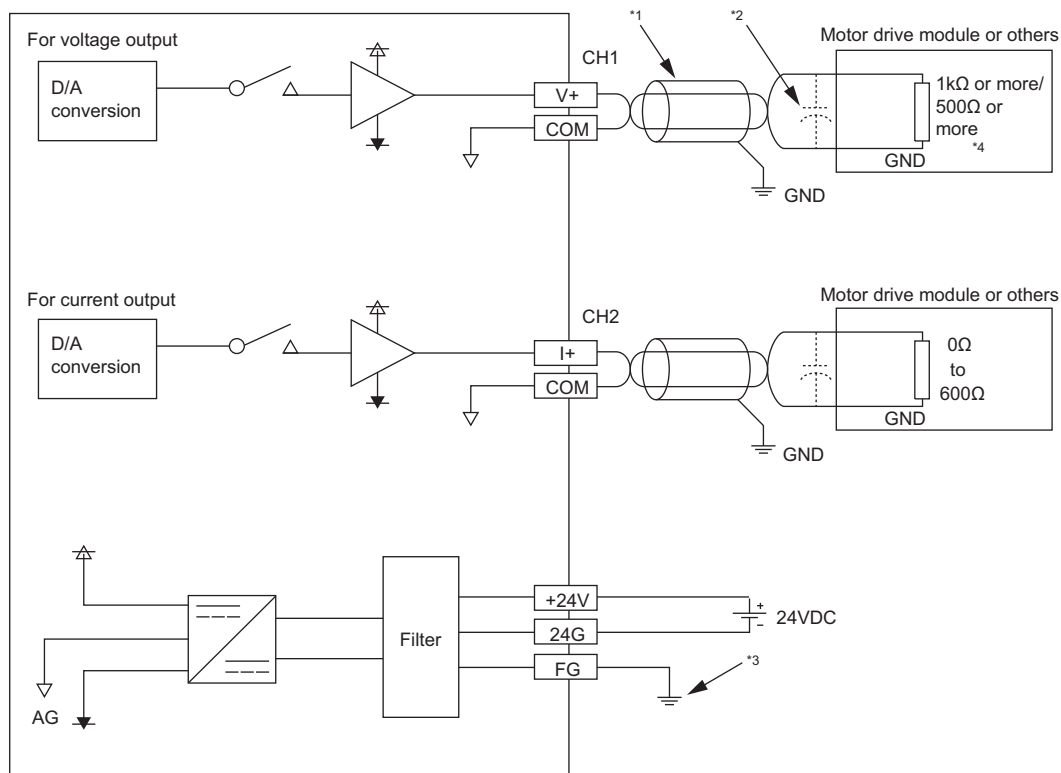 For voltage output
D/A
conversion
CH1
V+
COM
*1
*2
GND
Motor drive module or others
1kΩ or more/
500Ω or
more
*4
GND
For current output
D/A
conversion
CH2
I+
COM
GND
Motor drive module or others
0Ω
to
600Ω
GND
AG
Filter
+24V
24G
FG
+
−
24VDC
*3